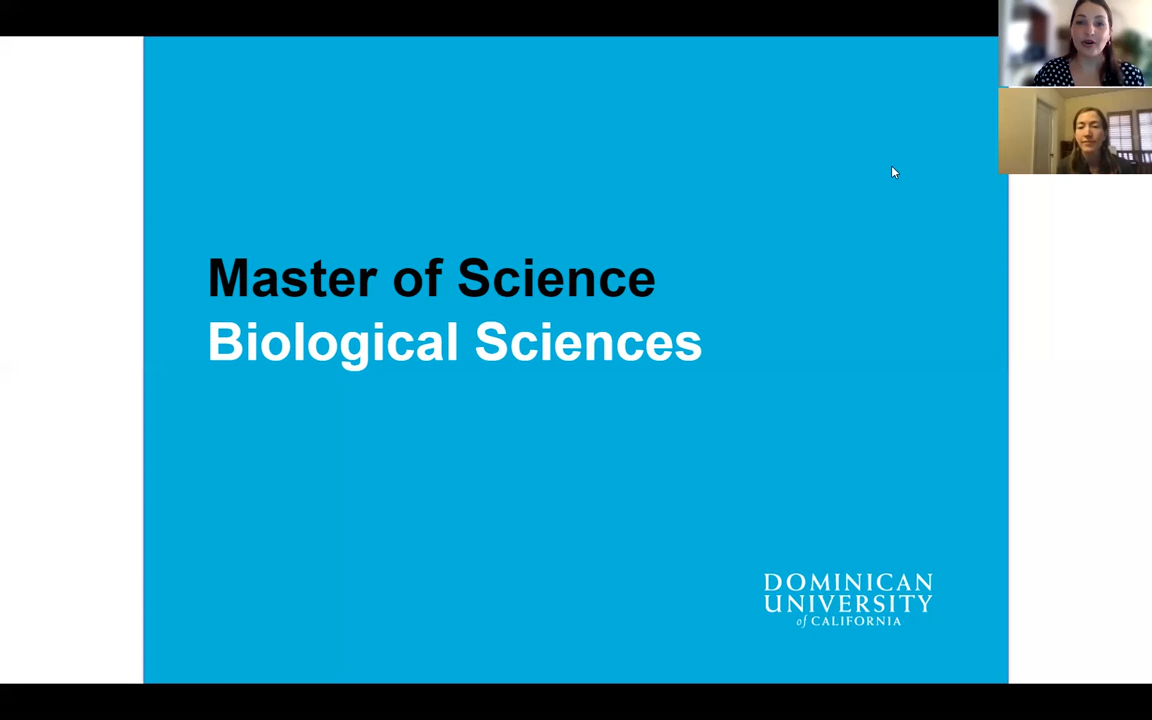 Master of Science
Biological Sciences
DOMINICAN
UNIVERSITY
of CALIFORNIA